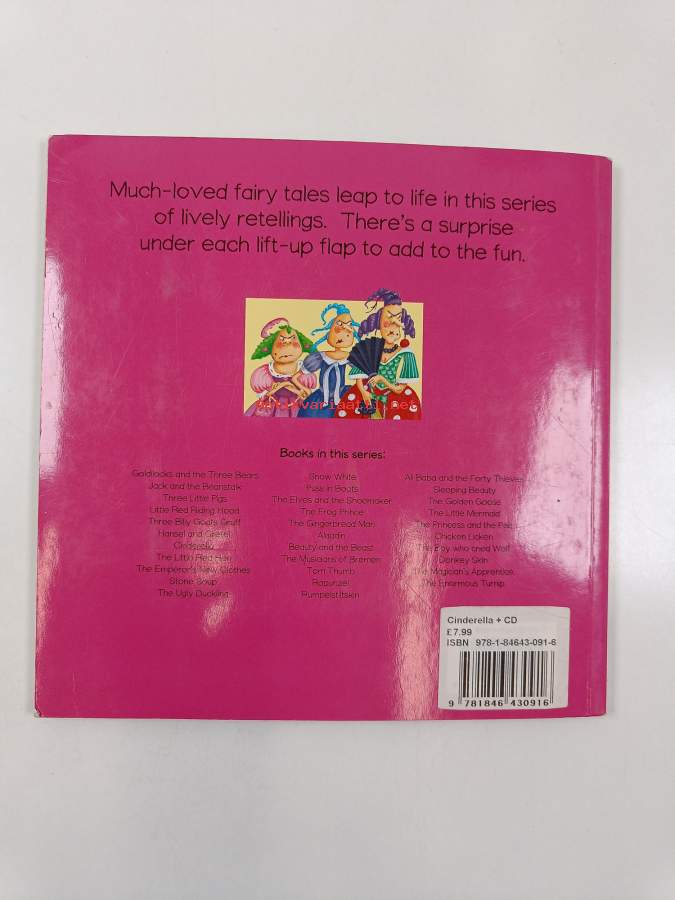 Much-loved fairy tales leap to life in this series
of lively retellings. There's a surprise
under each lift-up flap to add to the fun.
antikvariaatti.net
Books in this series:
Goldilocks and the Three Bears
Jack and the Beanstalk
Three Little Pigs
Little Red Riding Hood
Three Billy Goats Gruff
Hansel and Gretel
Cinderella
The Little Red Hen
The Emperor's New Clothes
Stone Soup
The Ugly Duckling
Snow White
Puss in Boots
The Elves and the Shoemaker
The Frog Prince
The Gingerbread Man
Aladdin
Beauty and the Beast
The Musicians of Bremen
Tom Thumb
Rapunzel
Rumpelstiltskin
Ali Baba and the Forty Thieves
Sleeping Beauty
The Golden Goose
The Little Mermaid
The Princess and the Pea
Chicken Licken
The Boy who cried Wolf
Donkey Skin
The Magician's Apprentice
The Enormous Turnip
Cinderella + CD
£7.99
ISBN 978-1-84643-091-6
9 781846 430916